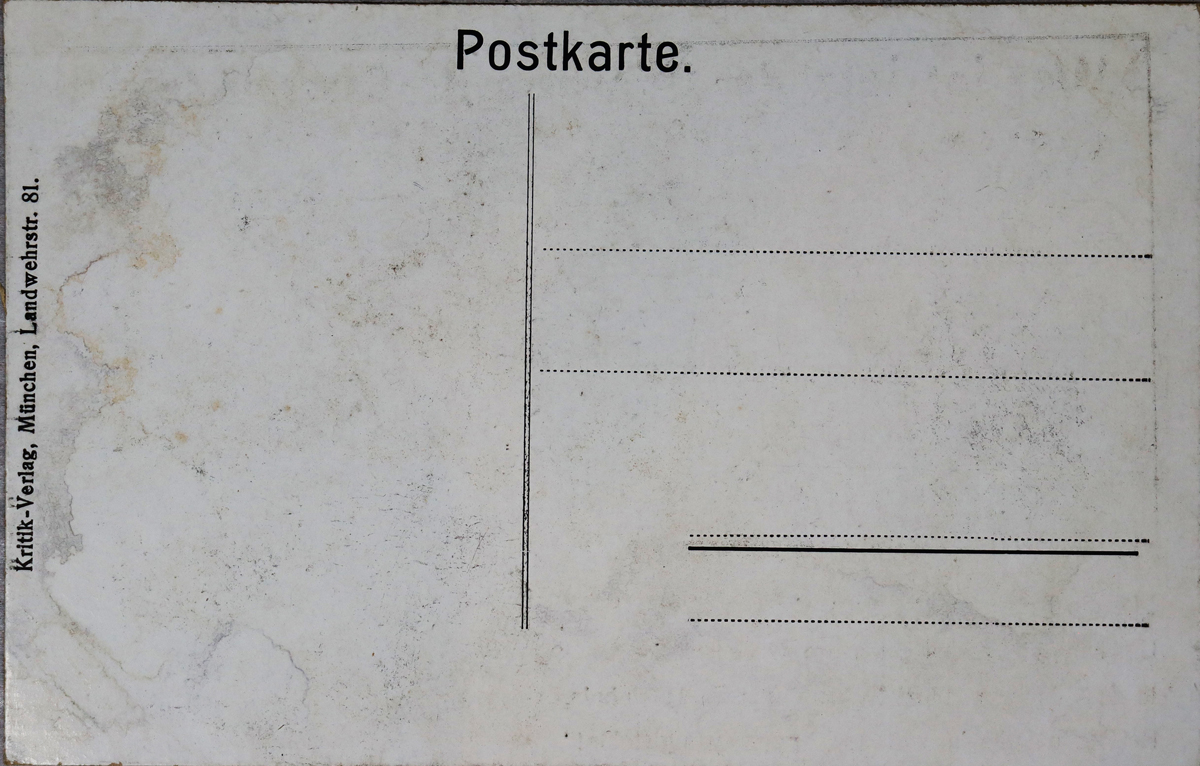 Postkarte.
Kritik-Verlag, München, Landwehrstr. 81.